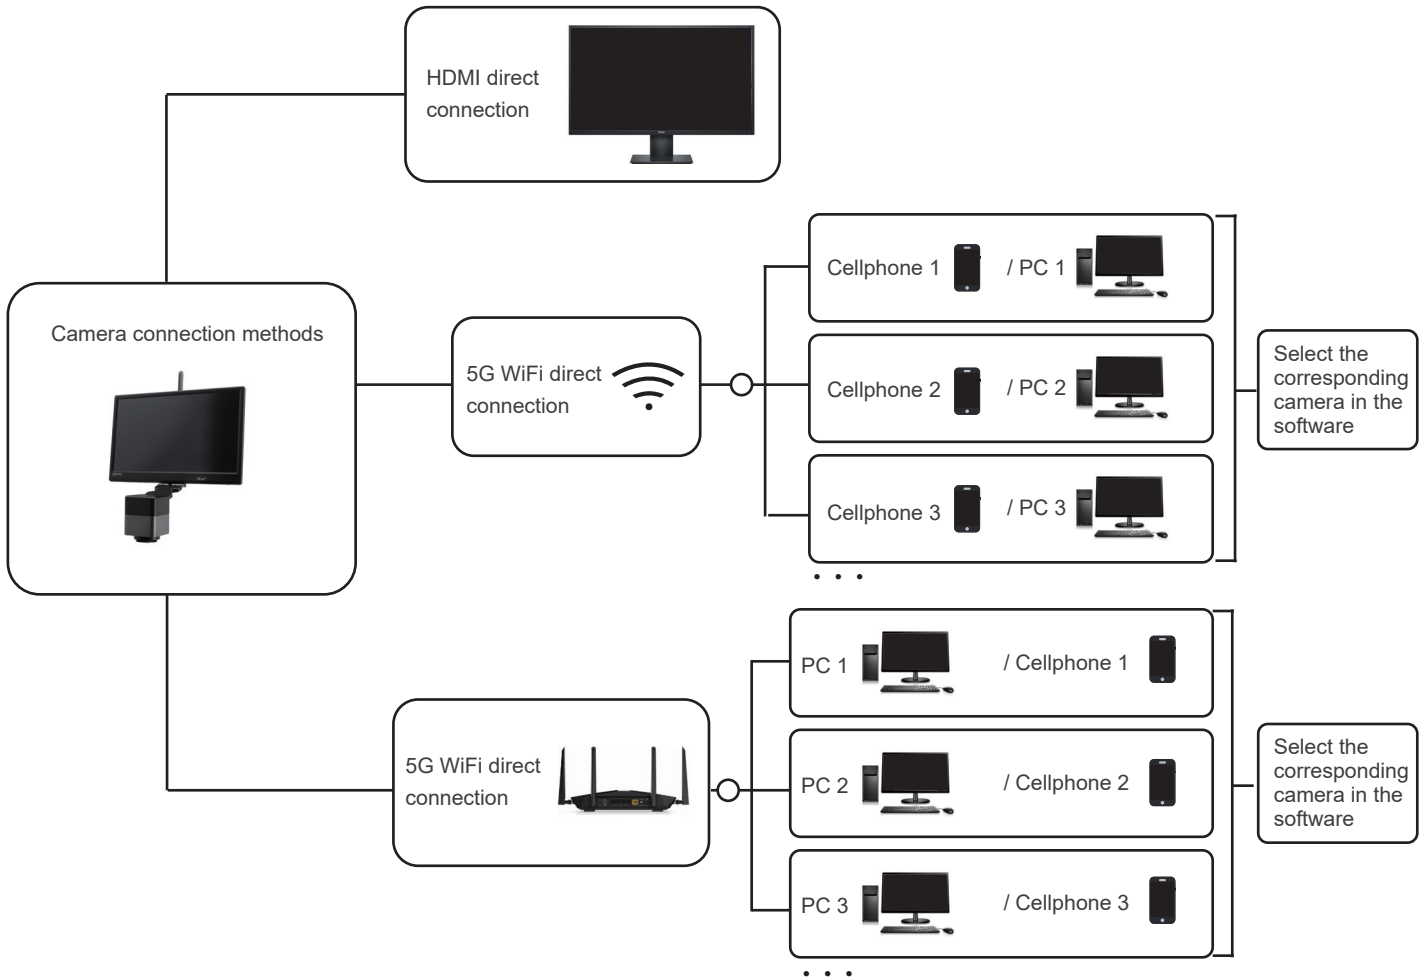 HDMI direct
connection
Camera connection methods
5G WiFi direct
connection
Cellphone 1 / PC 1
Cellphone 2 / PC 2
Cellphone 3 / PC 3
. . .
Select the
corresponding
camera in the
software
5G WiFi direct
connection
PC 1 / Cellphone 1
PC 2 / Cellphone 2
PC 3 / Cellphone 3
. . .
Select the
corresponding
camera in the
software